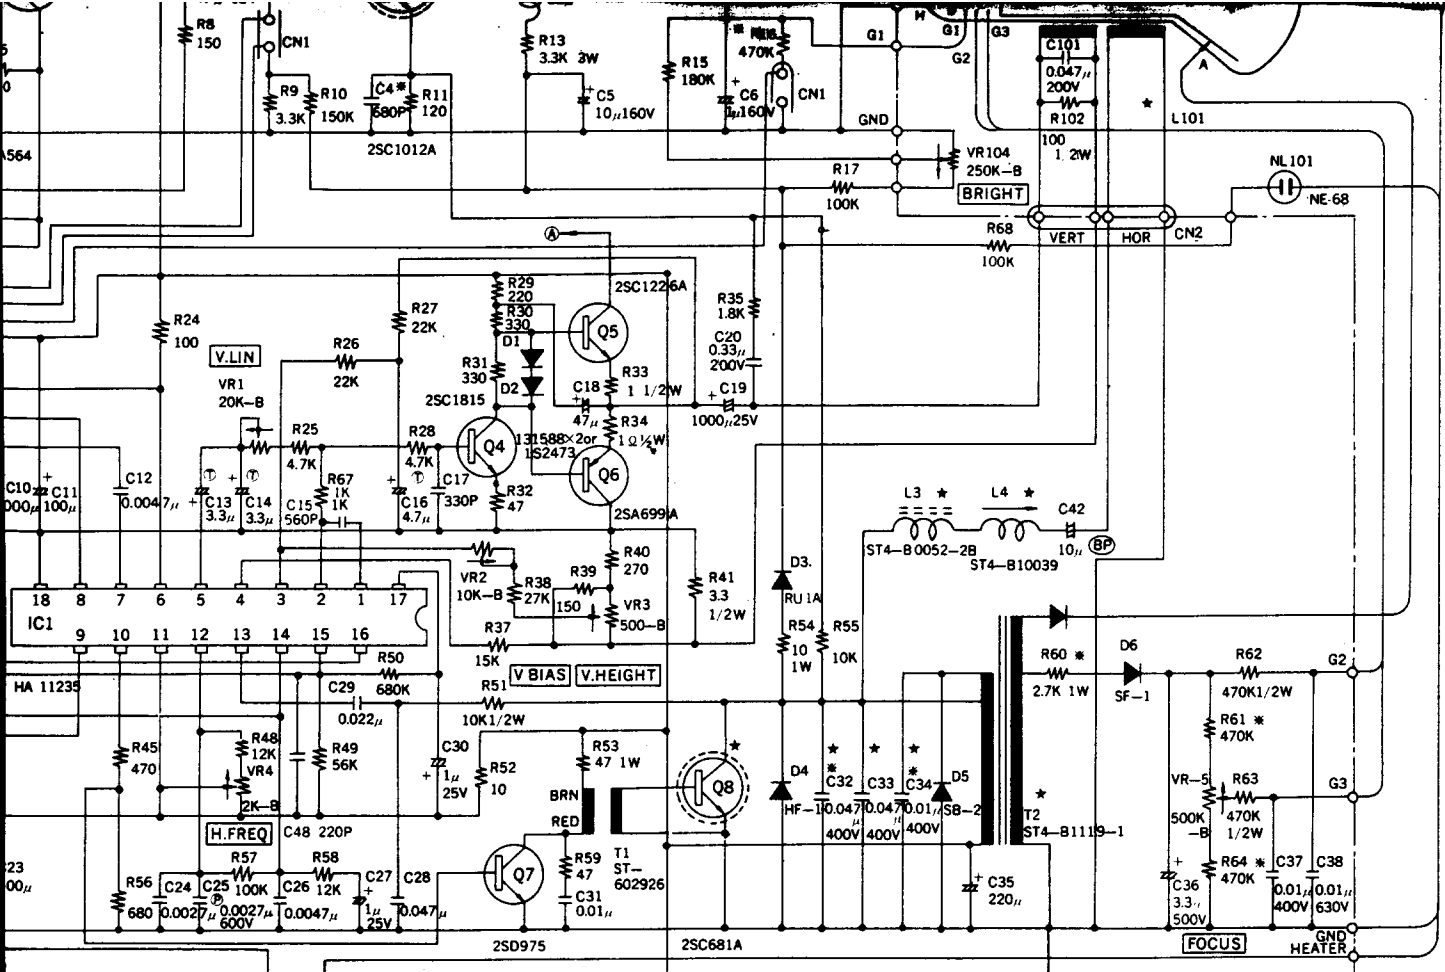 R8
150
CN1
R9
3.3K
R10
150K
C4※
680P
R11
120
2SC1012A
R13
3.3K 3W
C5
10μ160V
R15
180K
470K
C6
1μ160V
CN1
G1
H
G1
G3
G2
GND
A
C101
0.047μ
200V
R102
100
1/2W
★
L101
VR104
250K-B
BRIGHT
R17
100K
NL101
NE-68
A564
VERT
HOR
CN2
R68
100K
Ⓐ
2SC1226A
R24
100
V.LIN
VR1
20K-B
R26
22K
R27
22K
R29
220
R30
330
D1
R31
330
D2
Q5
R33
1 1/2W
C18
47μ
R35
1.8K
C20
0.33μ
200V
C19
1000μ25V
2SC1815
Q4
1S1588×2or
1S2473
R34
1Ω½W
Q6
2SA699A
R25
4.7K
R28
4.7K
R67
1K
1K
C15
560P
C16
4.7μ
C17
330P
R32
47
C10
000μ
C11
100μ
C12
0.0047μ
C13
3.3μ
C14
3.3μ
Ⓣ
Ⓣ
Ⓣ
L3 ★
ST4-B0052-2B
L4 ★
ST4-B10039
C42
10μ
BP
VR2
10K-B
R38
27K
R39
150
R40
270
VR3
500-B
R41
3.3
1/2W
D3.
RU1A
R54
10
1W
R55
10K
18 8 7 6 5 4 3 2 1 17
IC1
9 10 11 12 13 14 15 16
HA 11235
R37
15K
V BIAS
V.HEIGHT
R50
680K
C29
0.022μ
R51
10K1/2W
R60※
2.7K 1W
D6
SF-1
R62
470K1/2W
G2
R45
470
R48
12K
VR4
2K-B
R49
56K
C30
1μ
25V
R52
10
R53
47 1W
BRN
RED
★
Q8
D4
HF-1
★
※
C32
0.047
μ
400V
★
C33
0.047
μ
400V
★
※
C34
0.01μ
400V
D5
SB-2
★
T2
ST4-B1119-1
R61※
470K
VR-5
500K
-B
R63
470K
1/2W
G3
H.FREQ
C48 220P
T1
ST-
602926
R64※
470K
C37
0.01μ
400V
C38
0.01μ
630V
C23
R56
680
C24
0.0027μ
C25
Ⓟ
0.0027μ
600V
R57
100K
C26
0.0047μ
R58
12K
C27
1μ
25V
C28
0.047μ
Q7
R59
47
C31
0.01μ
C35
220μ
C36
3.3μ
500V
2SD975
2SC681A
FOCUS
GND
HEATER